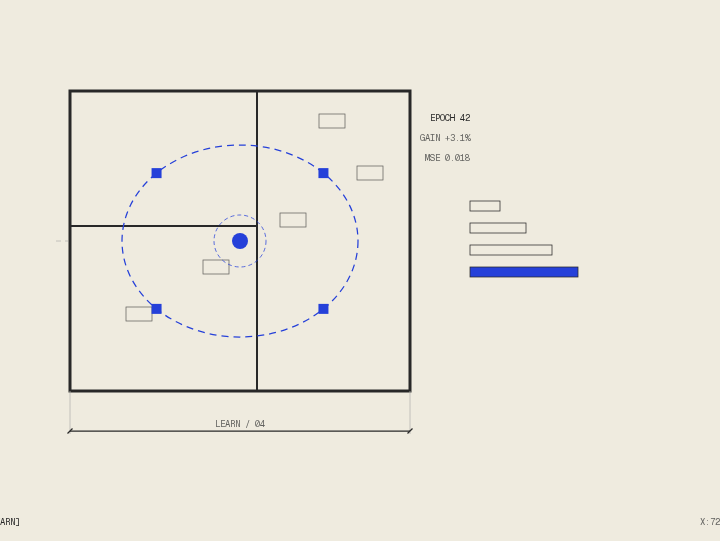 EPOCH 42
GAIN +3.1%
MSE 0.018
LEARN / 04
ARN]
X:72